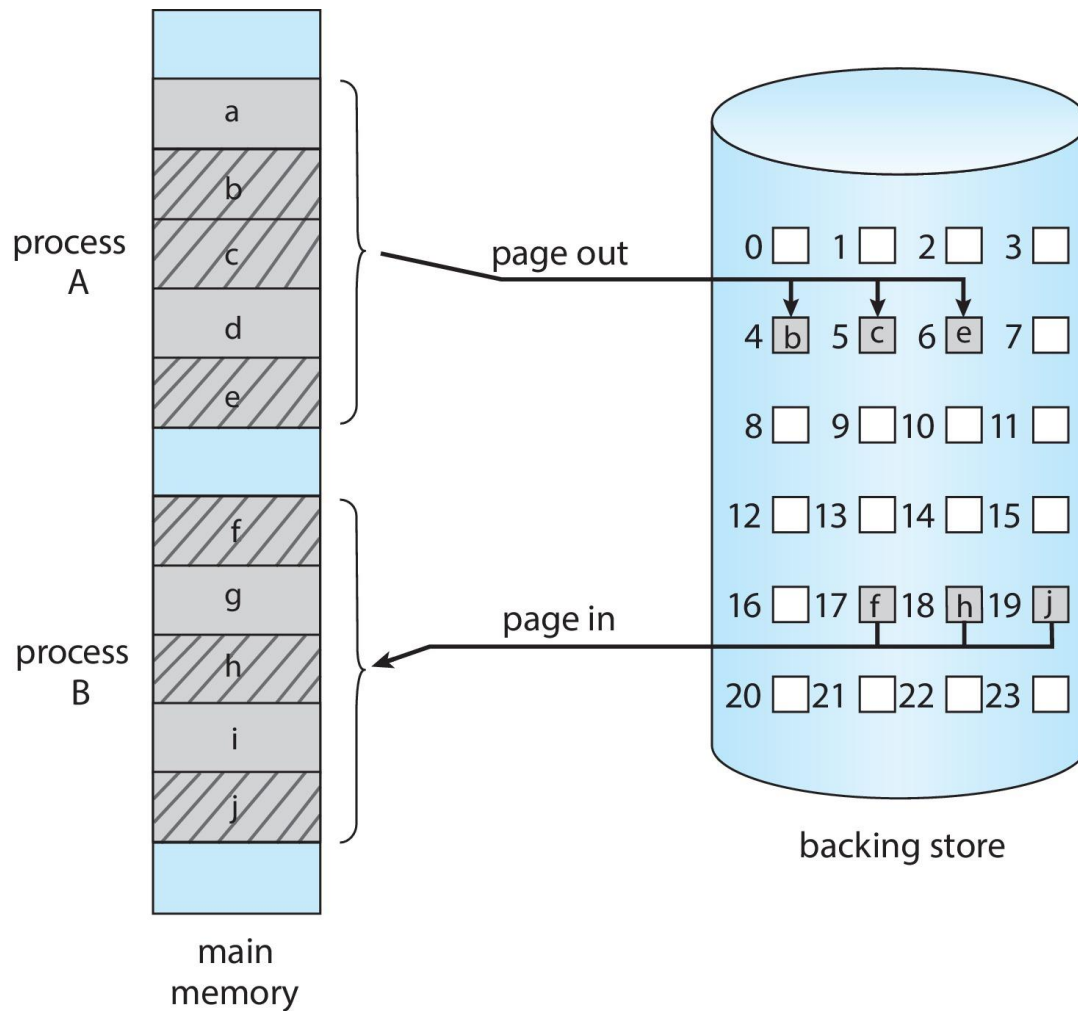 a
b
process
A
c
d
e
page out
0 1 2 3
4 b 5 c 6 e 7
8 9 10 11
12 13 14 15
f
g
process
B
h
i
j
page in
16 17 f 18 h 19 j
20 21 22 23
backing store
main
memory